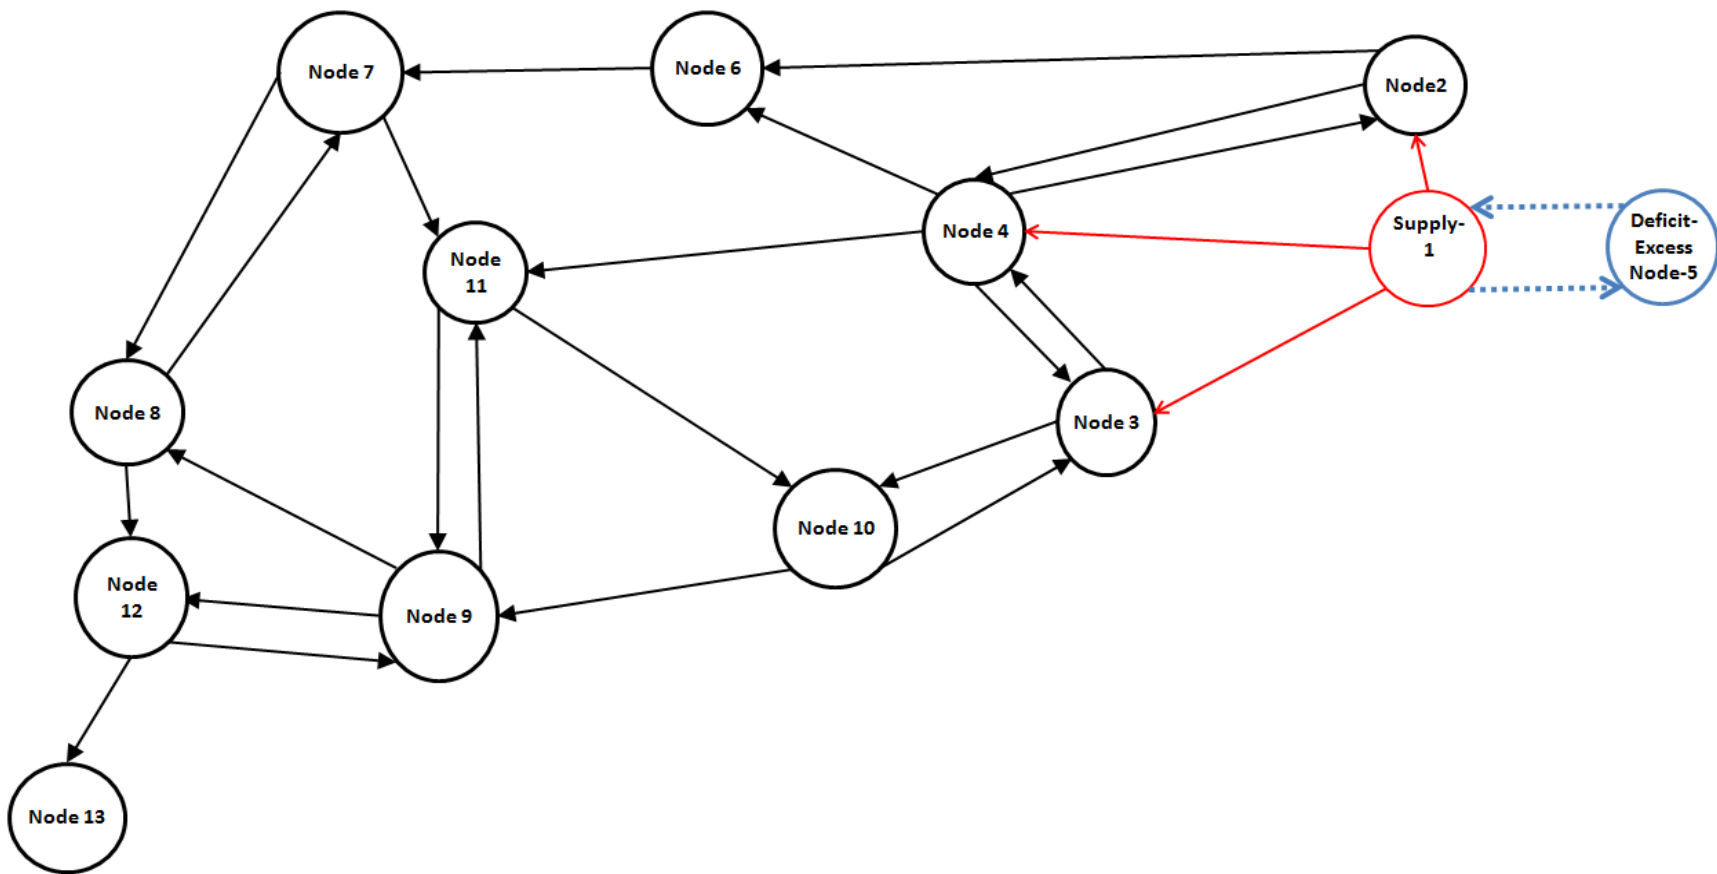 Node 7
Node 6
Node2
Node 4
Supply-
1
Deficit-
Excess
Node-5
Node
11
Node 8
Node 3
Node 10
Node
12
Node 9
Node 13